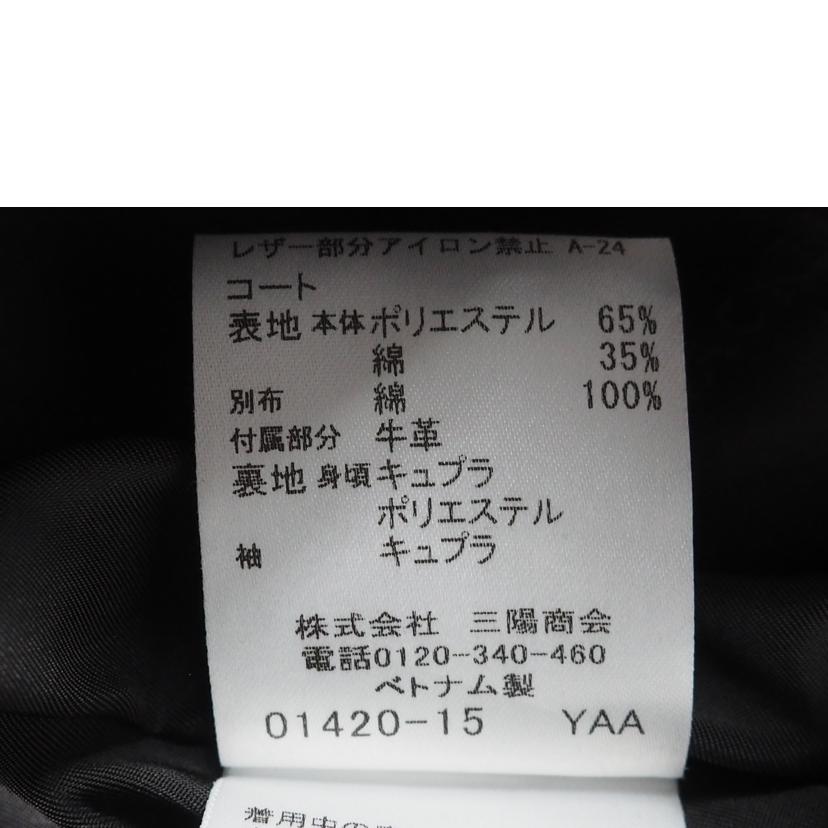 レザー部分アイロン禁止 A-24
コート
表地 本体 ポリエステル 65%
綿 35%
別布 綿 100%
付属部分 牛革
裏地 身頃 キュプラ
ポリエステル
袖 キュプラ
株式会社 三陽商会
電話0120-340-460
ベトナム製
01420-15 YAA
着用中の